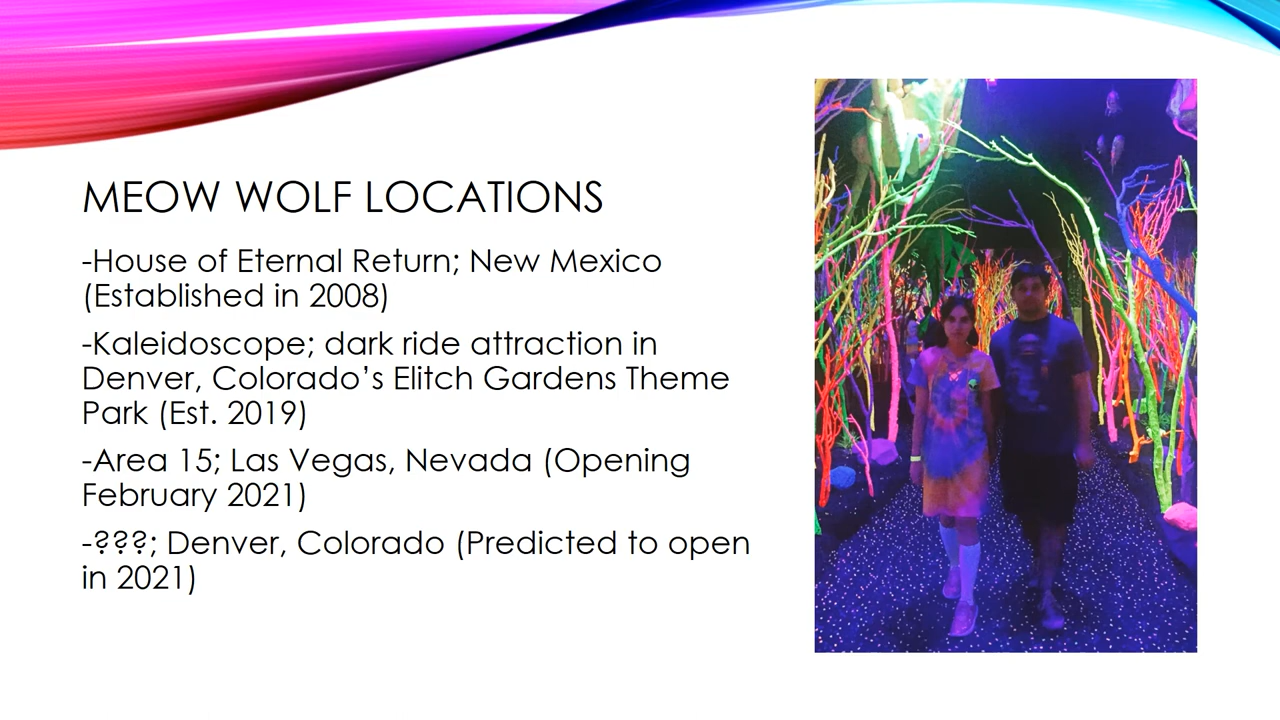 MEOW WOLF LOCATIONS
-House of Eternal Return; New Mexico
(Established in 2008)
-Kaleidoscope; dark ride attraction in
Denver, Colorado’s Elitch Gardens Theme
Park (Est. 2019)
-Area 15; Las Vegas, Nevada (Opening
February 2021)
-???; Denver, Colorado (Predicted to open
in 2021)